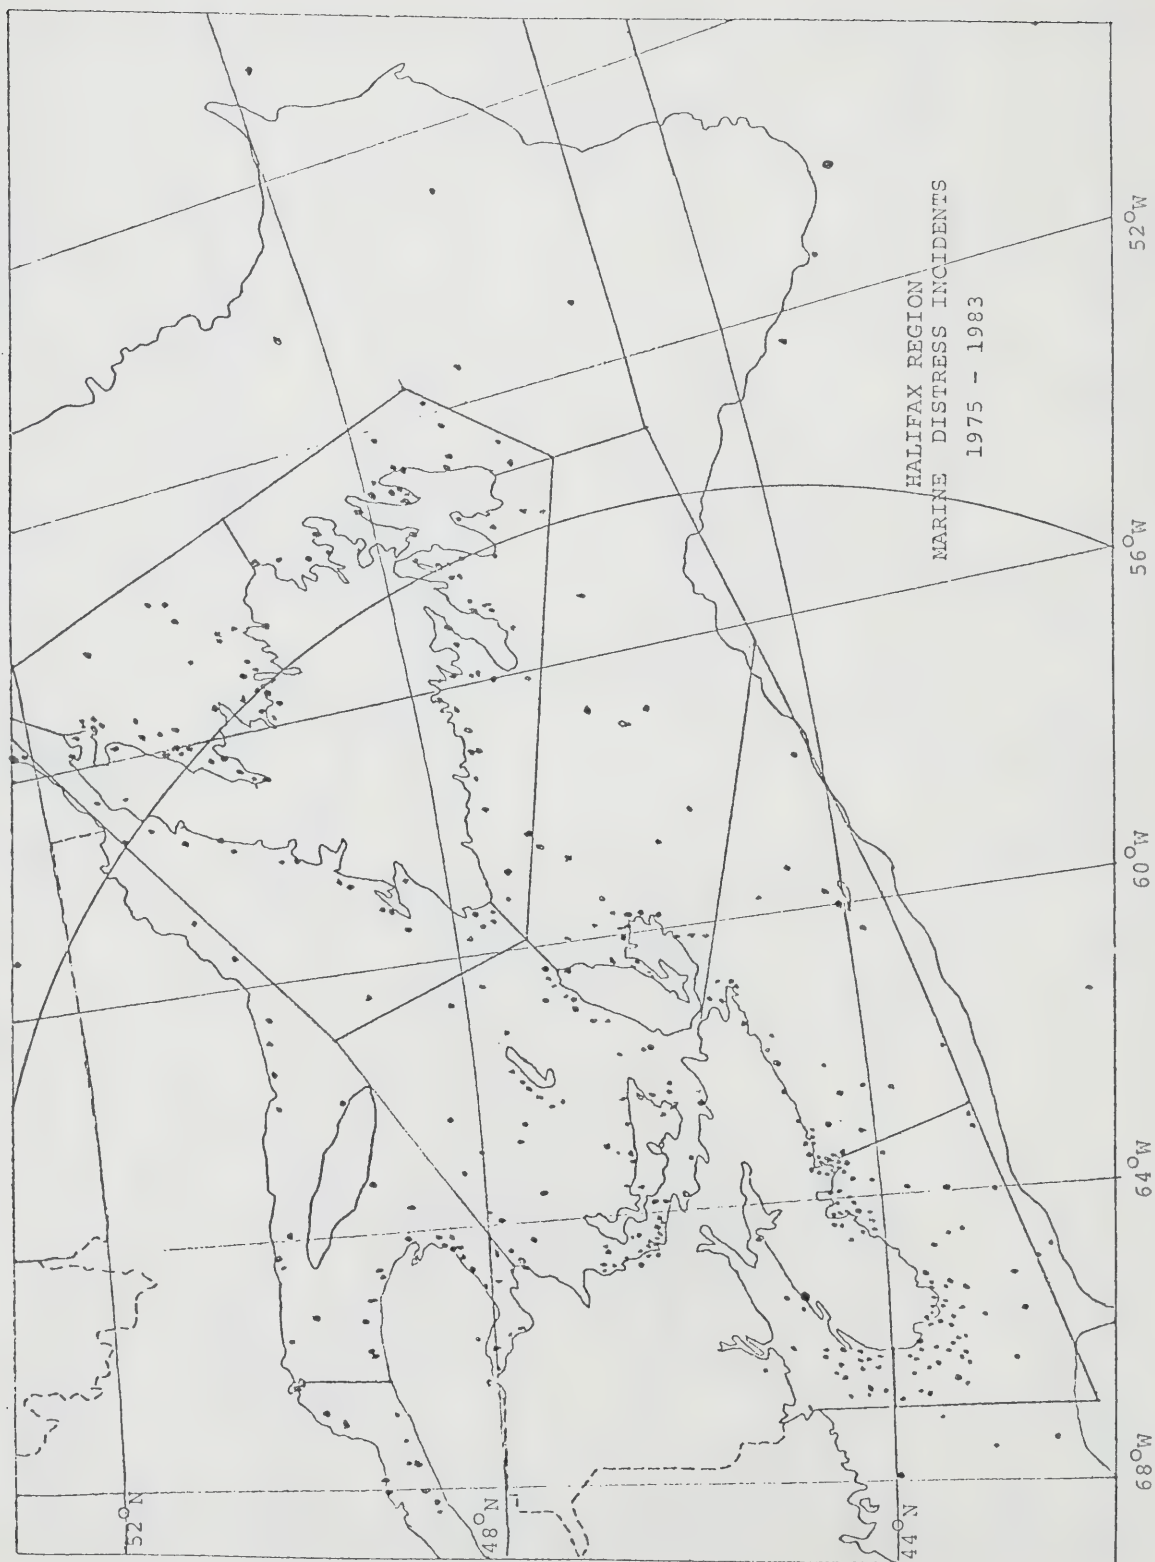 HALIFAX REGION
MARINE DISTRESS INCIDENTS
1975 - 1983
52°N
48°N
44°N
68°W
64°W
60°W
56°W
52°W